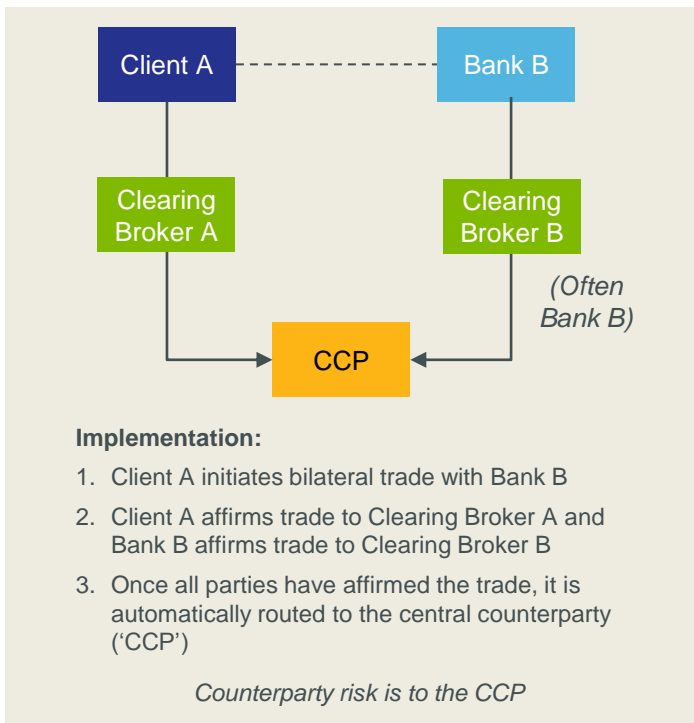 Client A
Bank B
Clearing
Broker A
Clearing
Broker B
(Often
Bank B)
CCP
Implementation:
1. Client A initiates bilateral trade with Bank B
2. Client A affirms trade to Clearing Broker A and
Bank B affirms trade to Clearing Broker B
3. Once all parties have affirmed the trade, it is
automatically routed to the central counterparty
(‘CCP’)
Counterparty risk is to the CCP